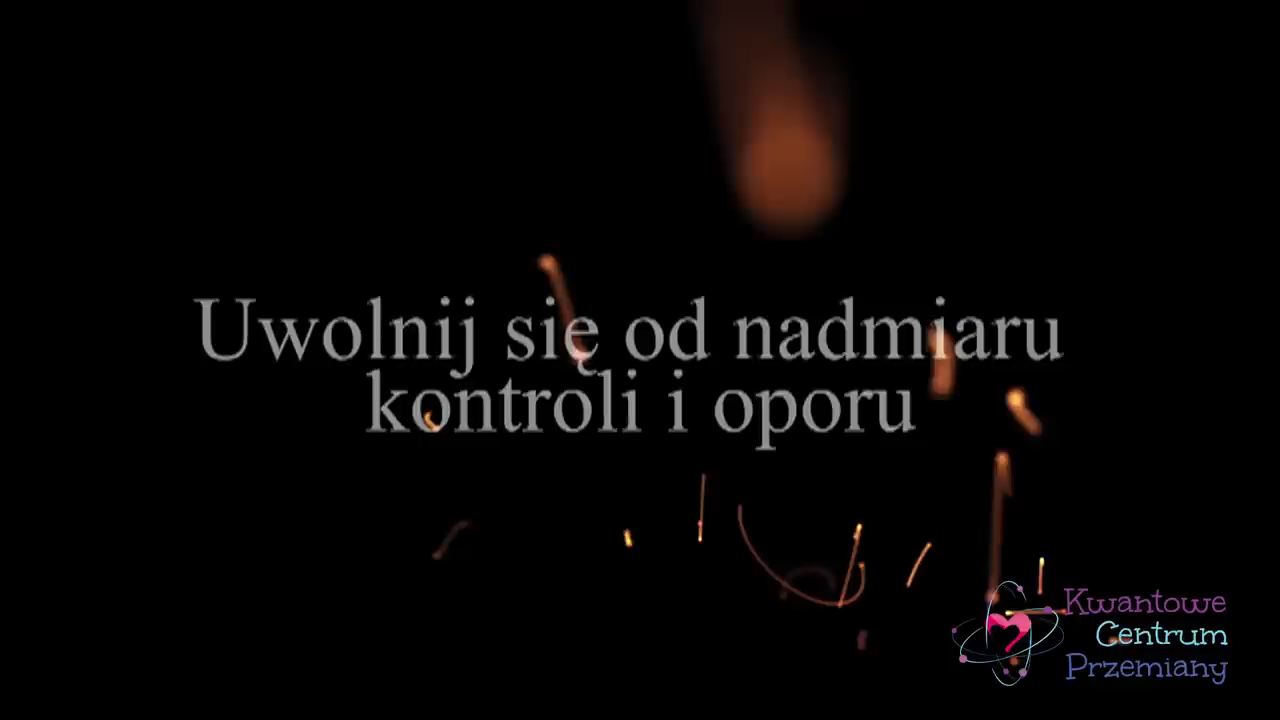 Uwolnij się od nadmiaru
kontroli i oporu
Kwantowe
Centrum
Przemiany